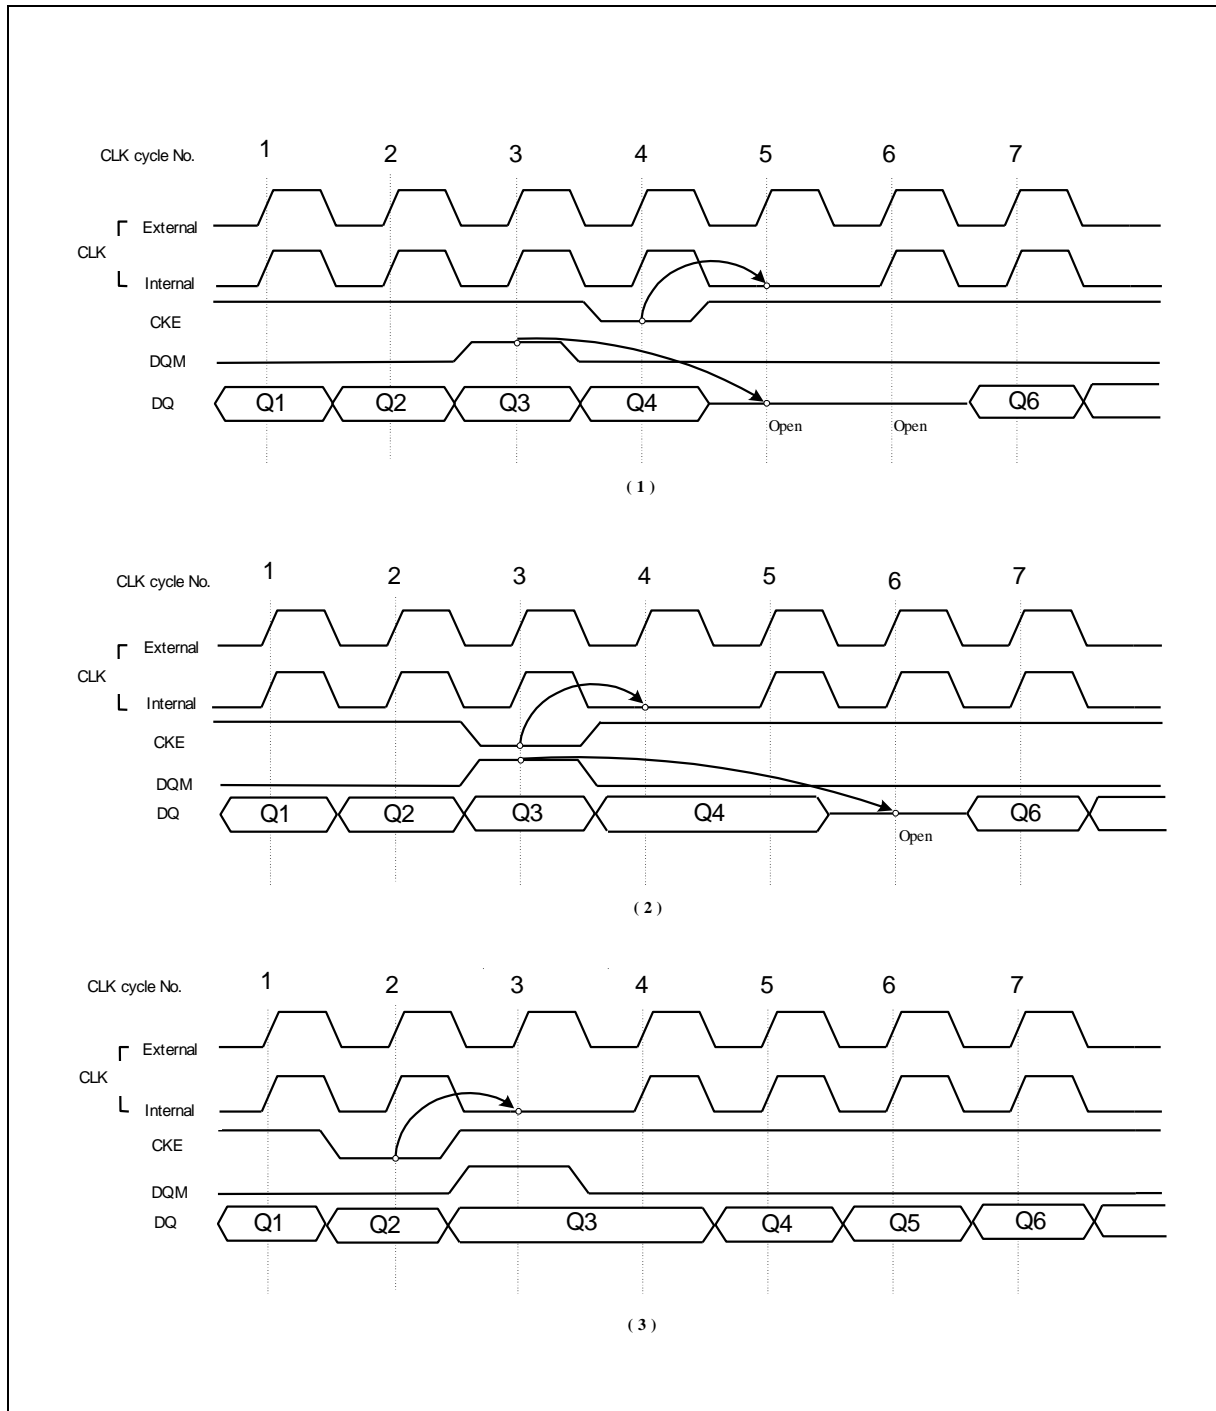 CLK cycle No. 1 2 3 4 5 6 7
External
CLK
Internal
CKE
DQM
DQ Q1 Q2 Q3 Q4 Q6
Open Open
( 1 )
CLK cycle No. 1 2 3 4 5 6 7
External
CLK
Internal
CKE
DQM
DQ Q1 Q2 Q3 Q4 Q6
Open
( 2 )
CLK cycle No. 1 2 3 4 5 6 7
External
CLK
Internal
CKE
DQM
DQ Q1 Q2 Q3 Q4 Q5 Q6
( 3 )